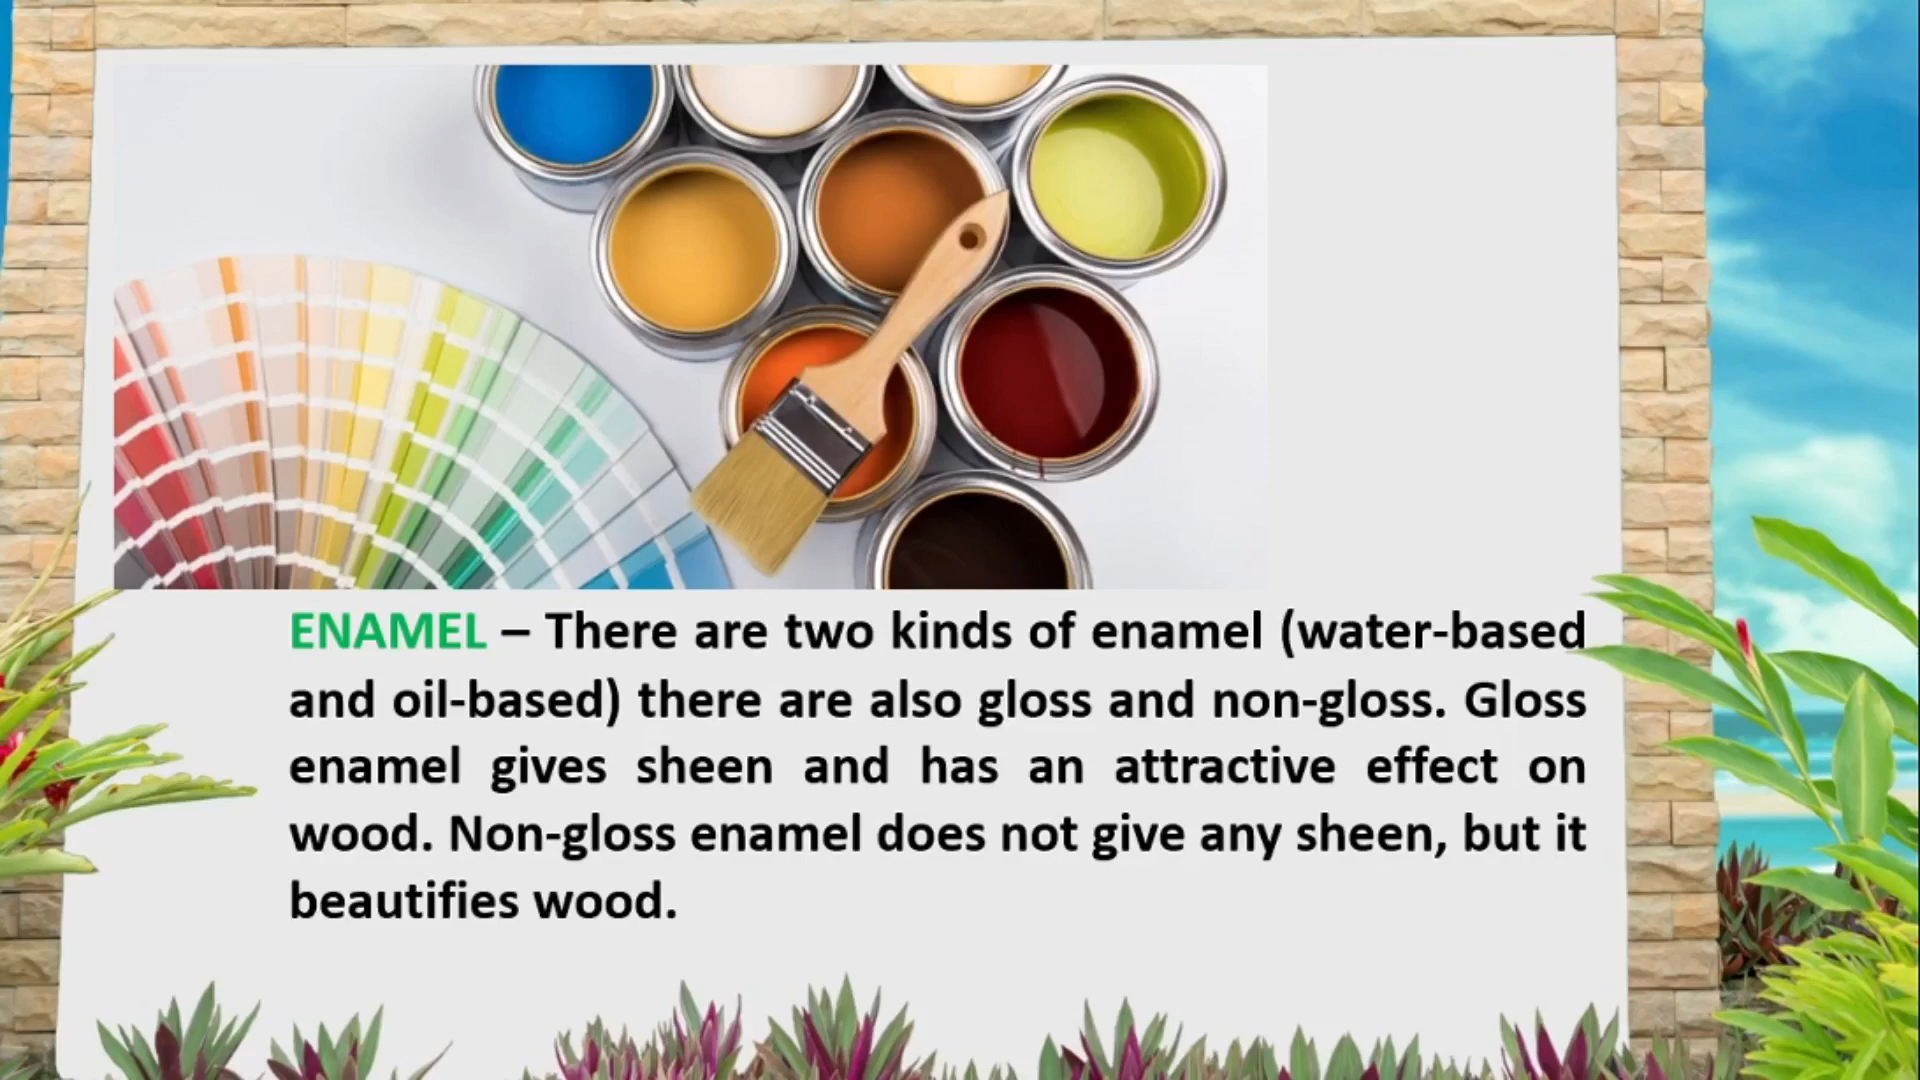 ENAMEL – There are two kinds of enamel (water-based
and oil-based) there are also gloss and non-gloss. Gloss
enamel gives sheen and has an attractive effect on
wood. Non-gloss enamel does not give any sheen, but it
beautifies wood.